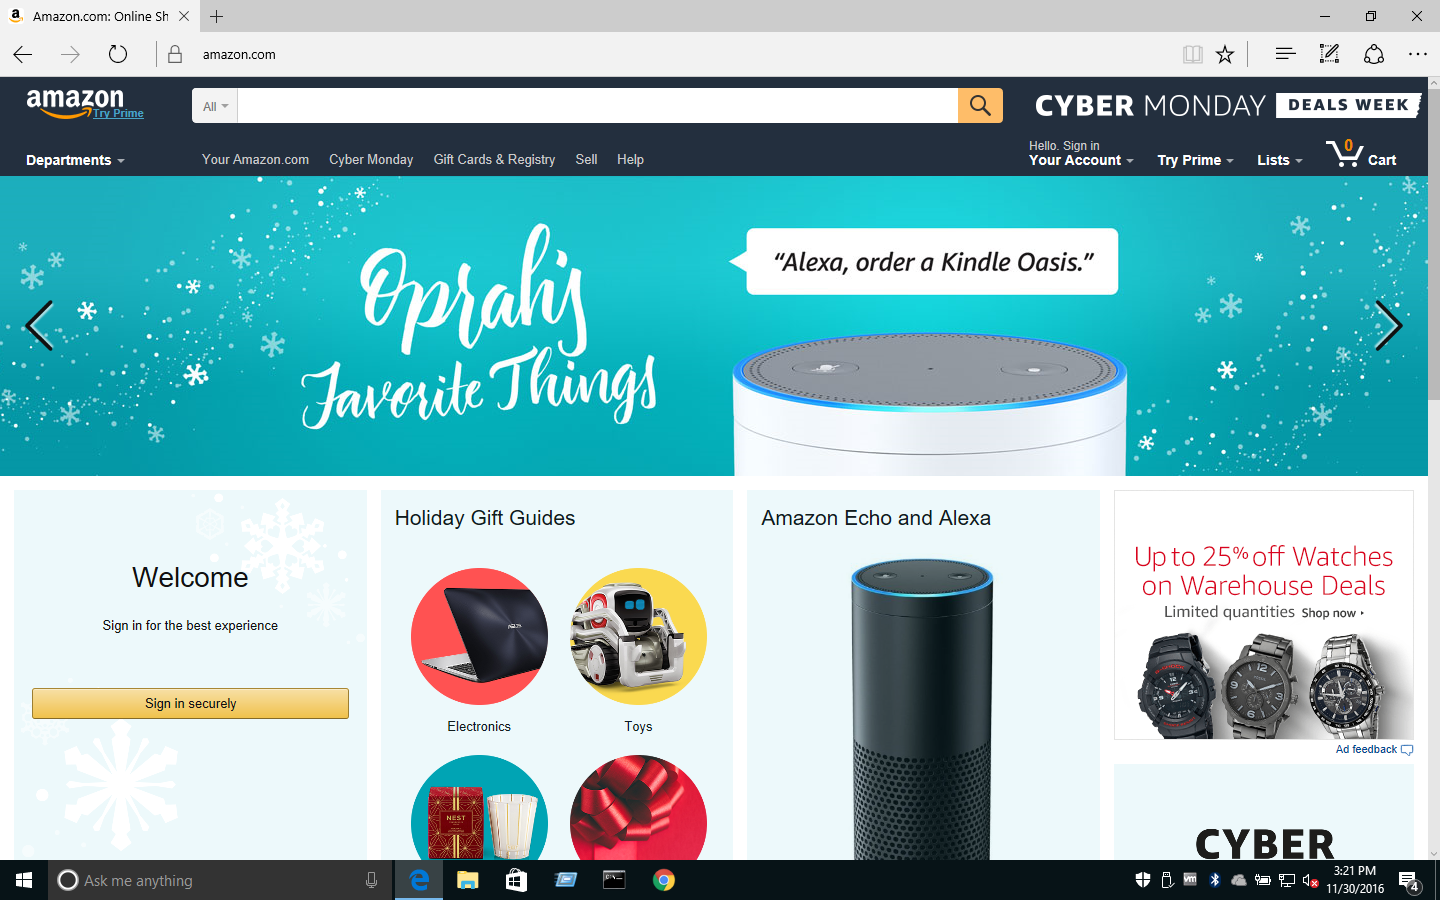 Amazon.com: Online Sh
amazon.com
amazon
Try Prime
All
CYBER MONDAY DEALS WEEK
Departments
Your Amazon.com
Cyber Monday
Gift Cards & Registry
Sell
Help
Hello. Sign in
Your Account
Try Prime
Lists
0
Cart
Oprah's
Favorite Things
“Alexa, order a Kindle Oasis.”
Welcome
Sign in for the best experience
Sign in securely
Holiday Gift Guides
ASUS
Electronics
Toys
NEST
Amazon Echo and Alexa
Up to 25% off Watches
on Warehouse Deals
Limited quantities Shop now
Ad feedback
CYBER
Ask me anything
vm
3:21 PM
11/30/2016
4